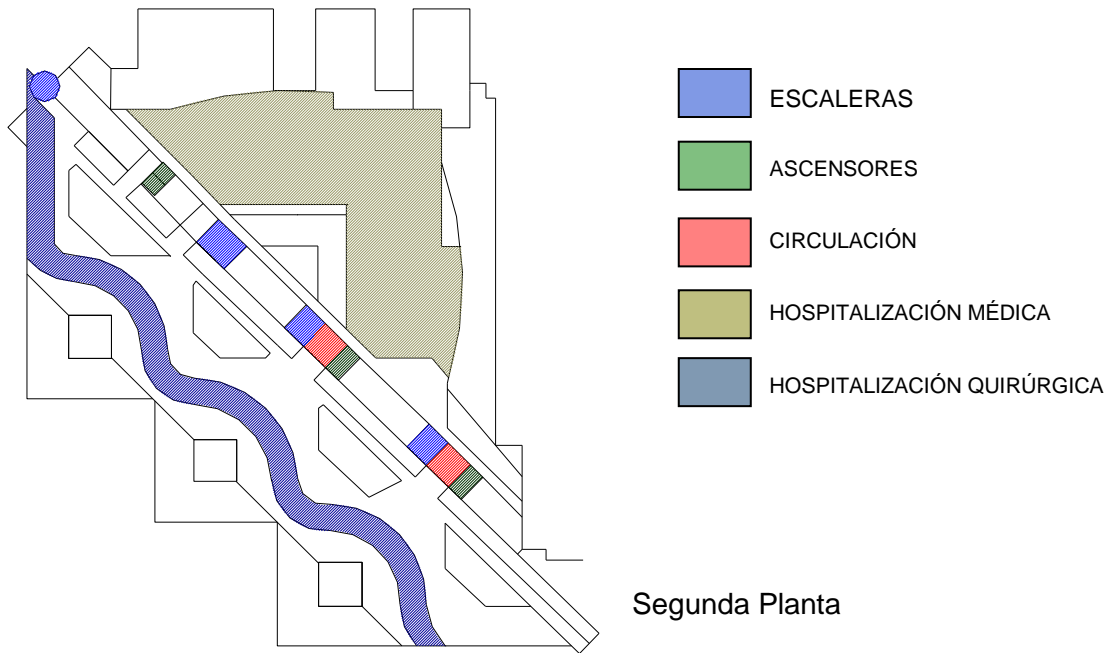 ESCALERAS
ASCENSORES
CIRCULACIÓN
HOSPITALIZACIÓN MÉDICA
HOSPITALIZACIÓN QUIRÚRGICA
Segunda Planta